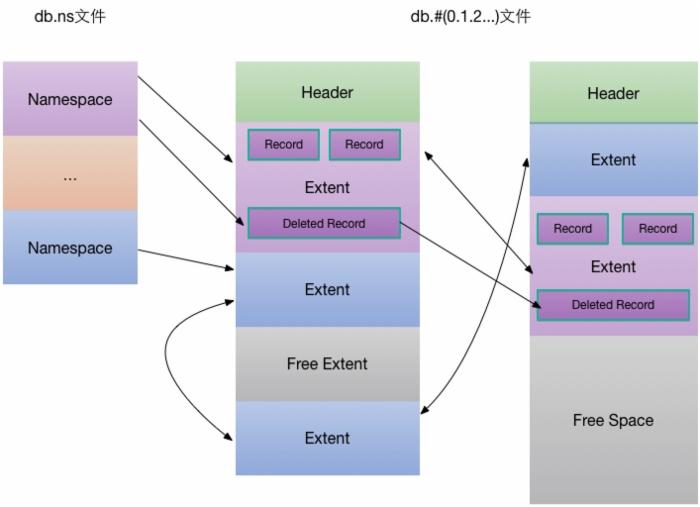 db.ns文件
db.#(0.1.2...)文件
Namespace
...
Namespace
Header
Record
Record
Extent
Deleted Record
Extent
Free Extent
Extent
Header
Extent
Record
Record
Extent
Deleted Record
Free Space